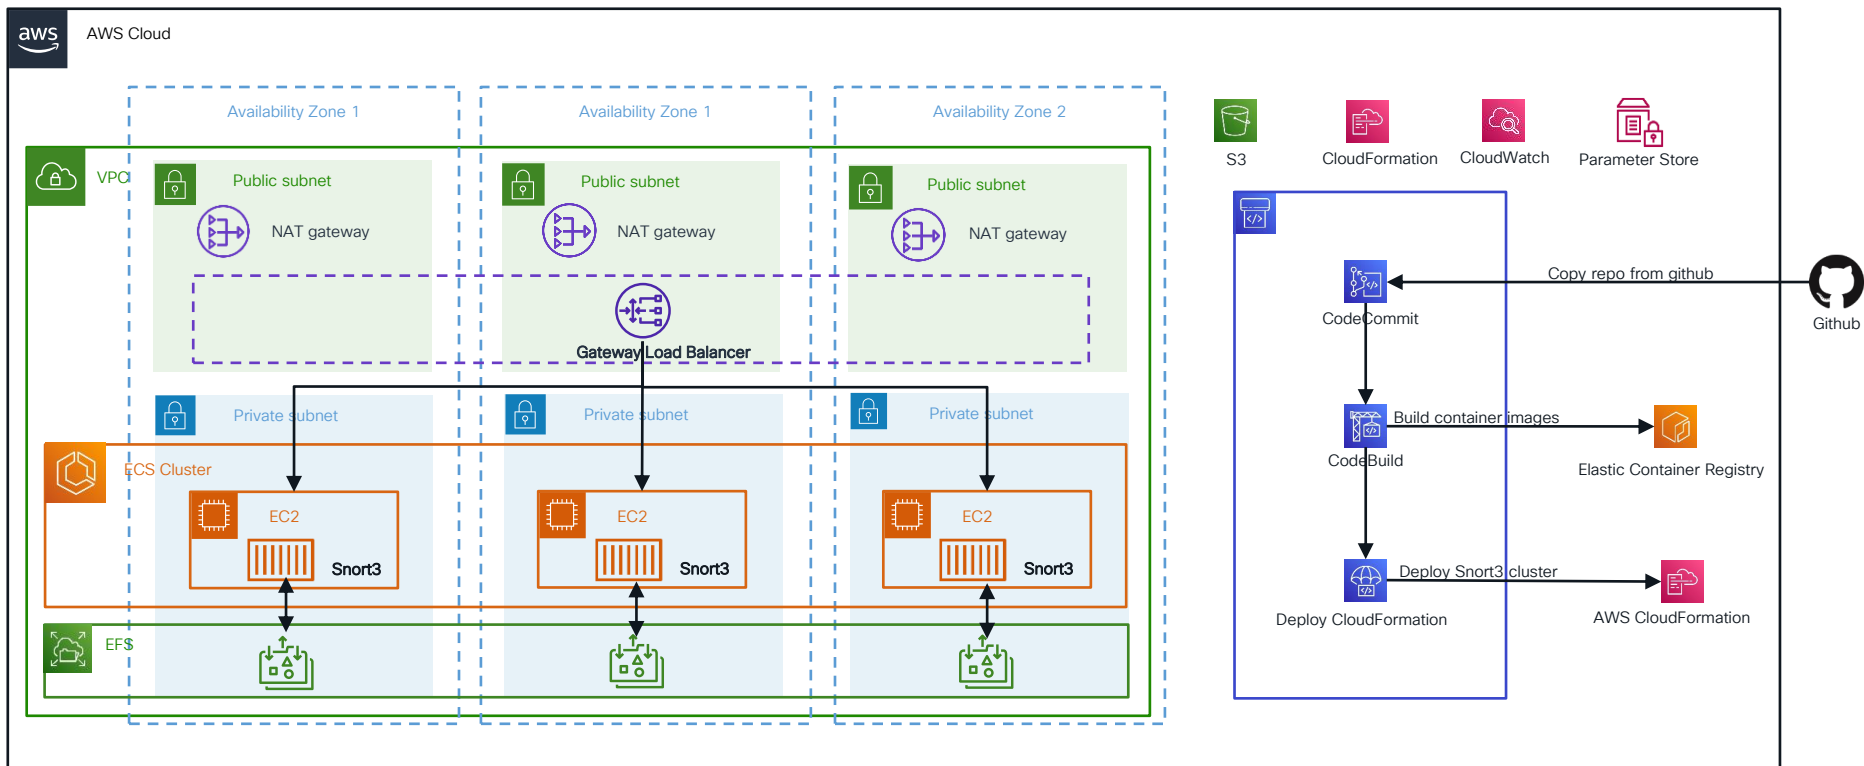 aws
AWS Cloud
Availability Zone 1
Availability Zone 1
Availability Zone 2
S3
CloudFormation
CloudWatch
Parameter Store
VPC
Public subnet
Public subnet
Public subnet
NAT gateway
NAT gateway
NAT gateway
Gateway Load Balancer
Private subnet
Private subnet
Private subnet
ECS Cluster
EC2
EC2
EC2
Snort3
Snort3
Snort3
EFS
Copy repo from github
Github
CodeCommit
Build container images
CodeBuild
Elastic Container Registry
Deploy Snort3 cluster
Deploy CloudFormation
AWS CloudFormation